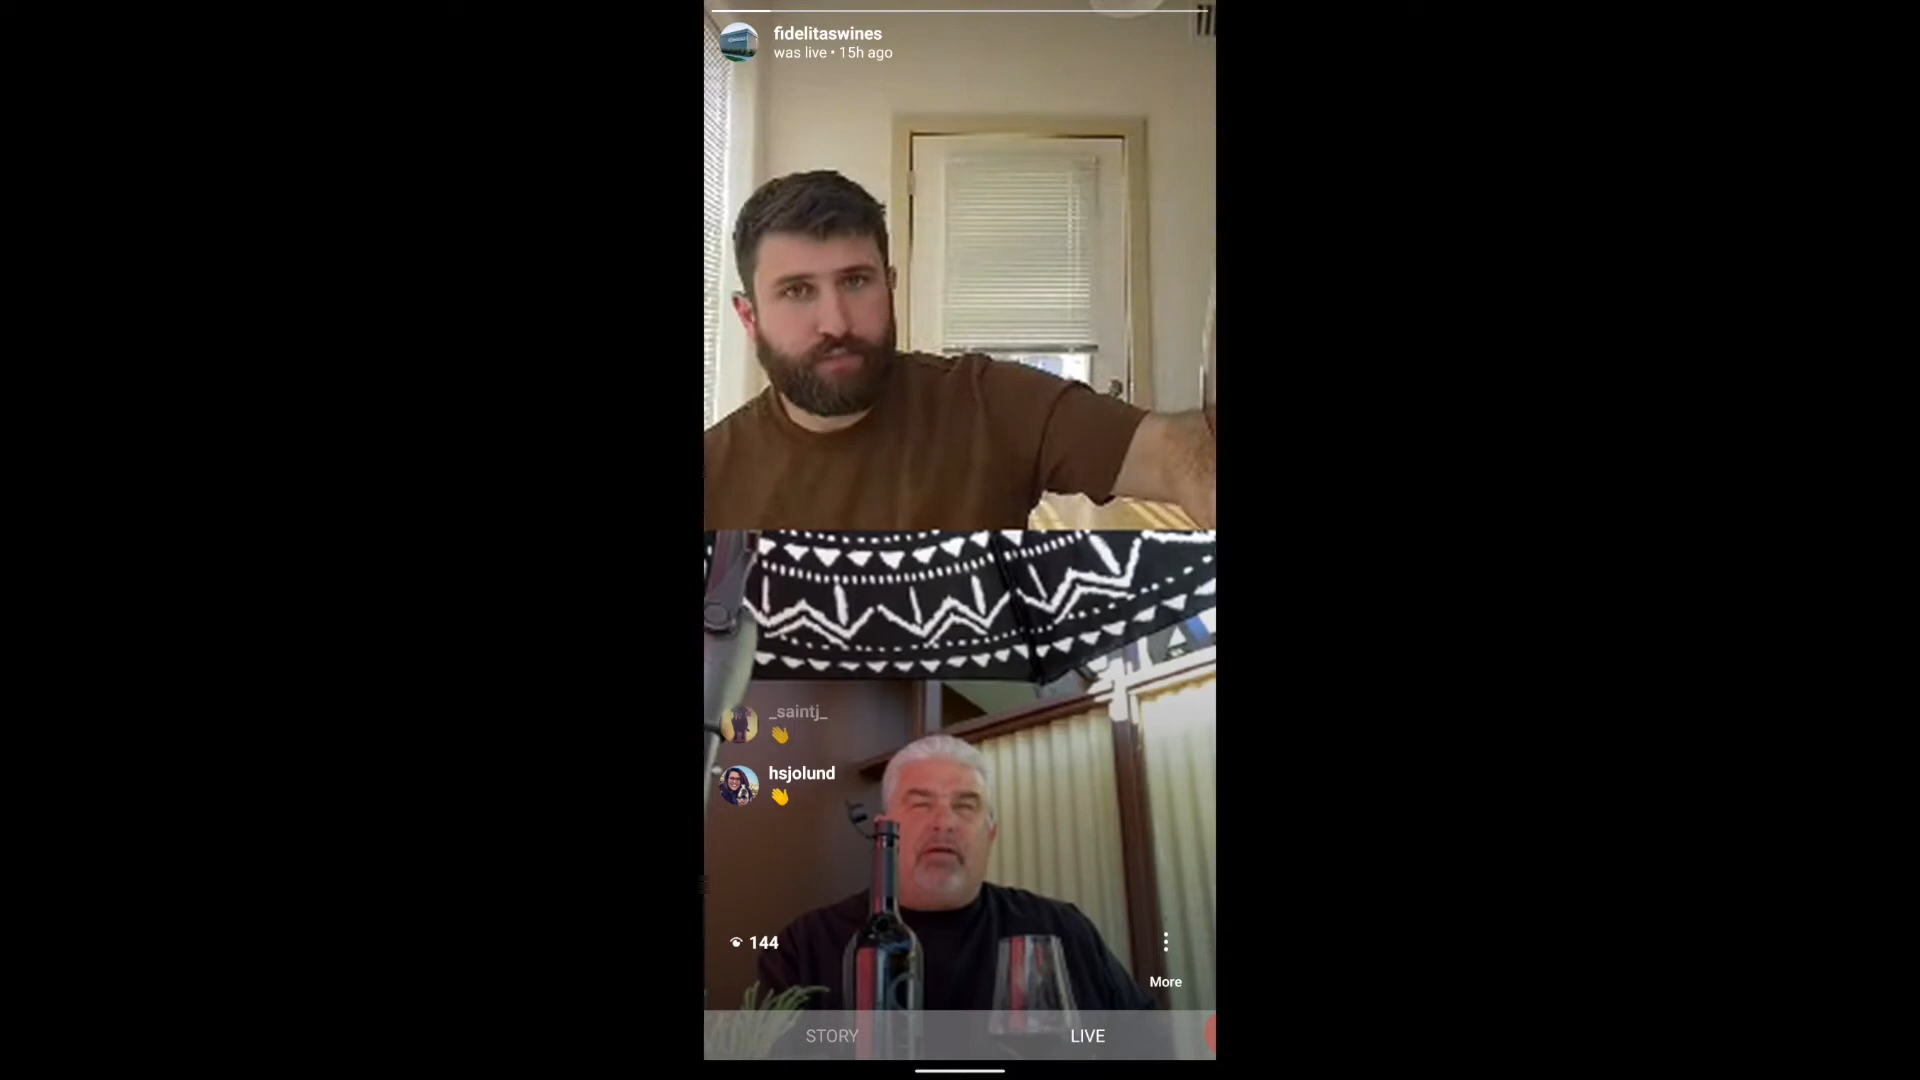 fidelitaswines
was live • 15h ago
_saintj_
👋
hsjolund
👋
144
More
STORY
LIVE